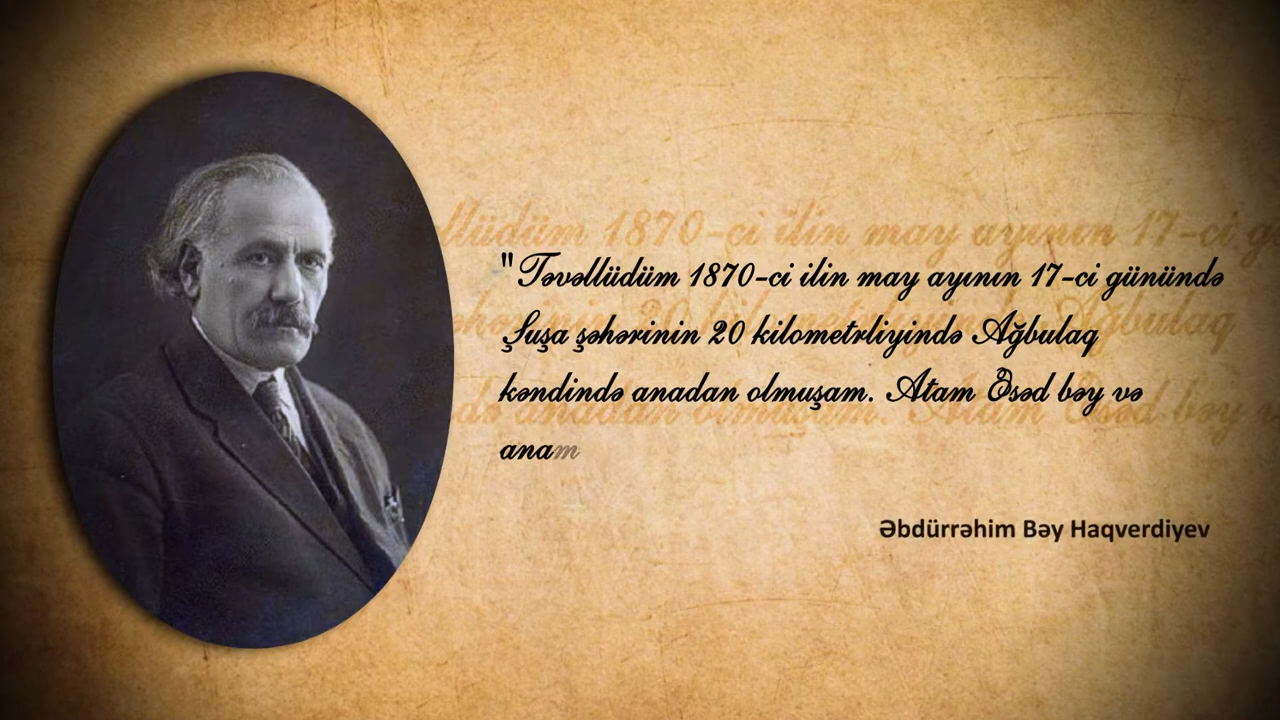 "Təvəllüdüm 1870-ci ilin may ayının 17-ci günündə
Şuşa şəhərinin 20 kilometrliyində Ağbulaq
kəndində anadan olmuşam. Atam Əsəd bəy və
anam
Əbdürrəhim Bəy Haqverdiyev